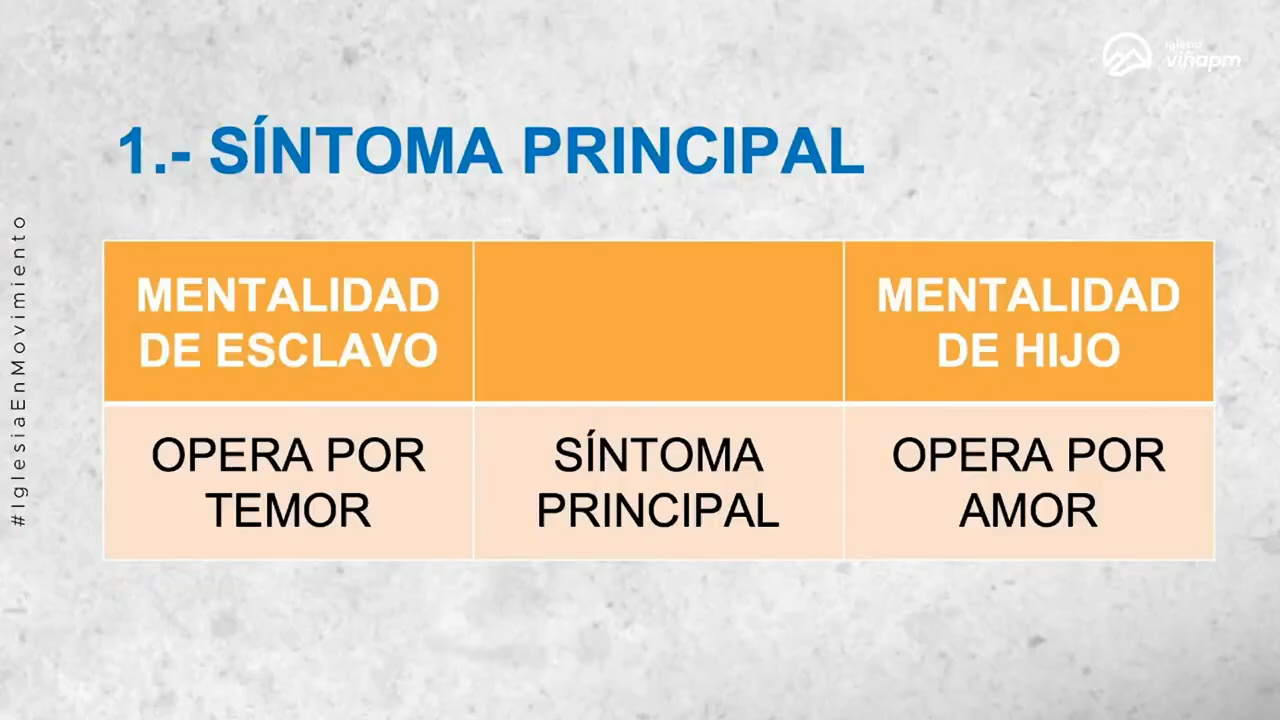 Iglesia
viñapm
1.- SÍNTOMA PRINCIPAL
#IglesiaEnMovimiento
MENTALIDAD
DE ESCLAVO
MENTALIDAD
DE HIJO
OPERA POR
TEMOR
SÍNTOMA
PRINCIPAL
OPERA POR
AMOR